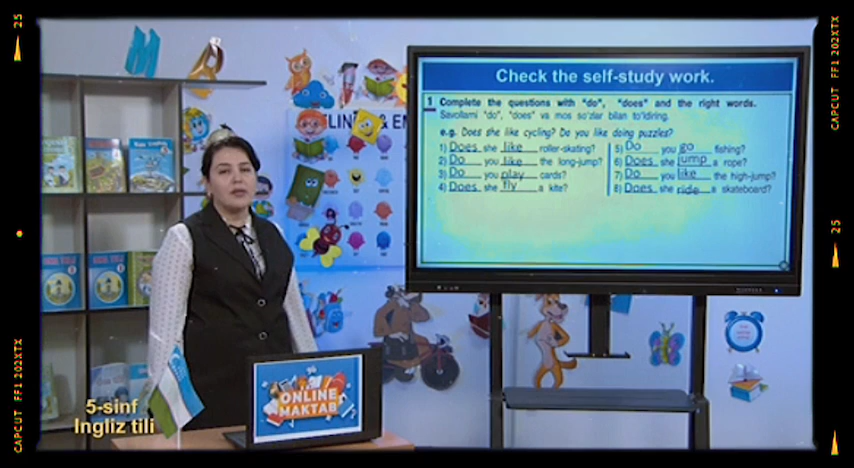 25
CAPCUT FF1 202XTX
25
CAPCUT FF1 202XTX
Check the self-study work.
1 Complete the questions with "do", "does" and the right words.
Savollarni "do", "does" va mos so'zlar bilan to'ldiring.
e.g. Does she like cycling? Do you like doing puzzles?
1) Does she like roller-skating?
2) Do you like the long-jump?
3) Do you play cards?
4) Does she fly a kite?
5) Do you go fishing?
6) Does she jump a rope?
7) Do you like the high-jump?
8) Does she ride a skateboard?
ONLINE
MAKTAB
5-sinf
Ingliz tili